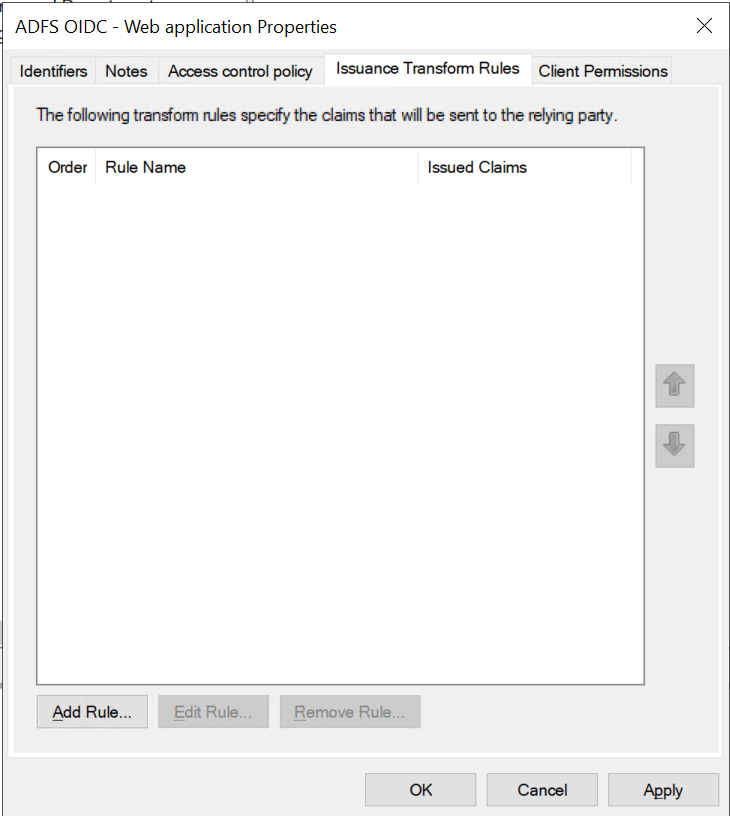 ADFS OIDC - Web application Properties
Identifiers Notes Access control policy Issuance Transform Rules Client Permissions
The following transform rules specify the claims that will be sent to the relying party.
Order Rule Name Issued Claims
Add Rule... Edit Rule... Remove Rule...
OK Cancel Apply